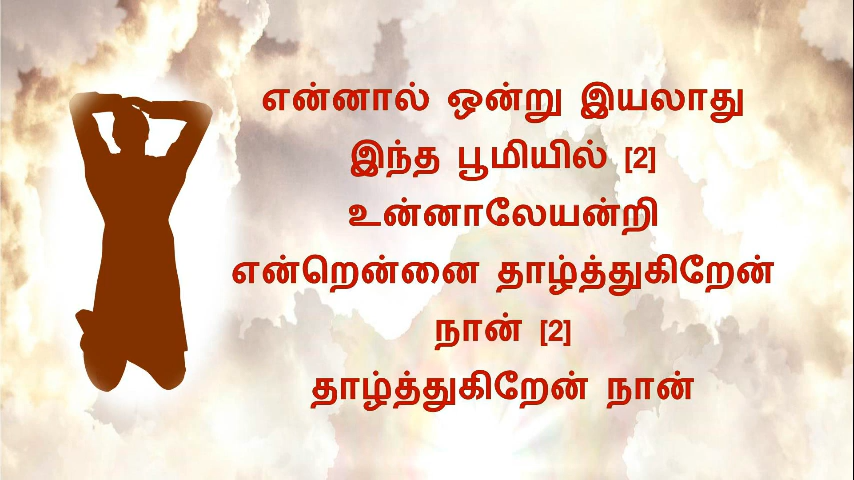 என்னால் ஒன்று இயலாது
இந்த பூமியில் [2]
உன்னாலேயன்றி
என்றென்னை தாழ்த்துகிறேன்
நான் [2]
தாழ்த்துகிறேன் நான்